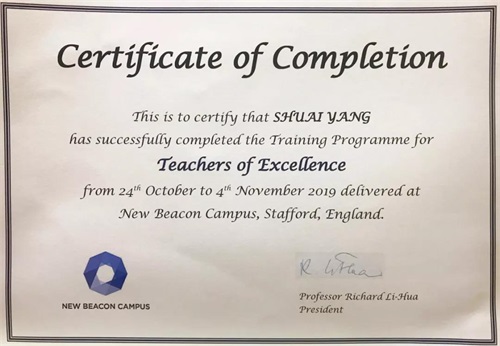 Certificate of Completion
This is to certify that SHUAI YANG
has successfully completed the Training Programme for
Teachers of Excellence
from 24th October to 4th November 2019 delivered at
New Beacon Campus, Stafford, England.
R Li-Hua
NEW BEACON CAMPUS
Professor Richard Li-Hua
President